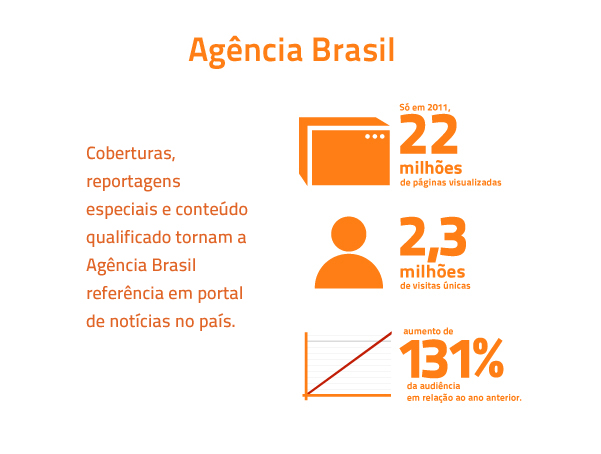 Agência Brasil
Coberturas,
reportagens
especiais e conteúdo
qualificado tornam a
Agência Brasil
referência em portal
de notícias no país.
Só em 2011,
22
milhões
de páginas visualizadas
2,3
milhões
de visitas únicas
aumento de
131%
da audiência
em relação ao ano anterior.